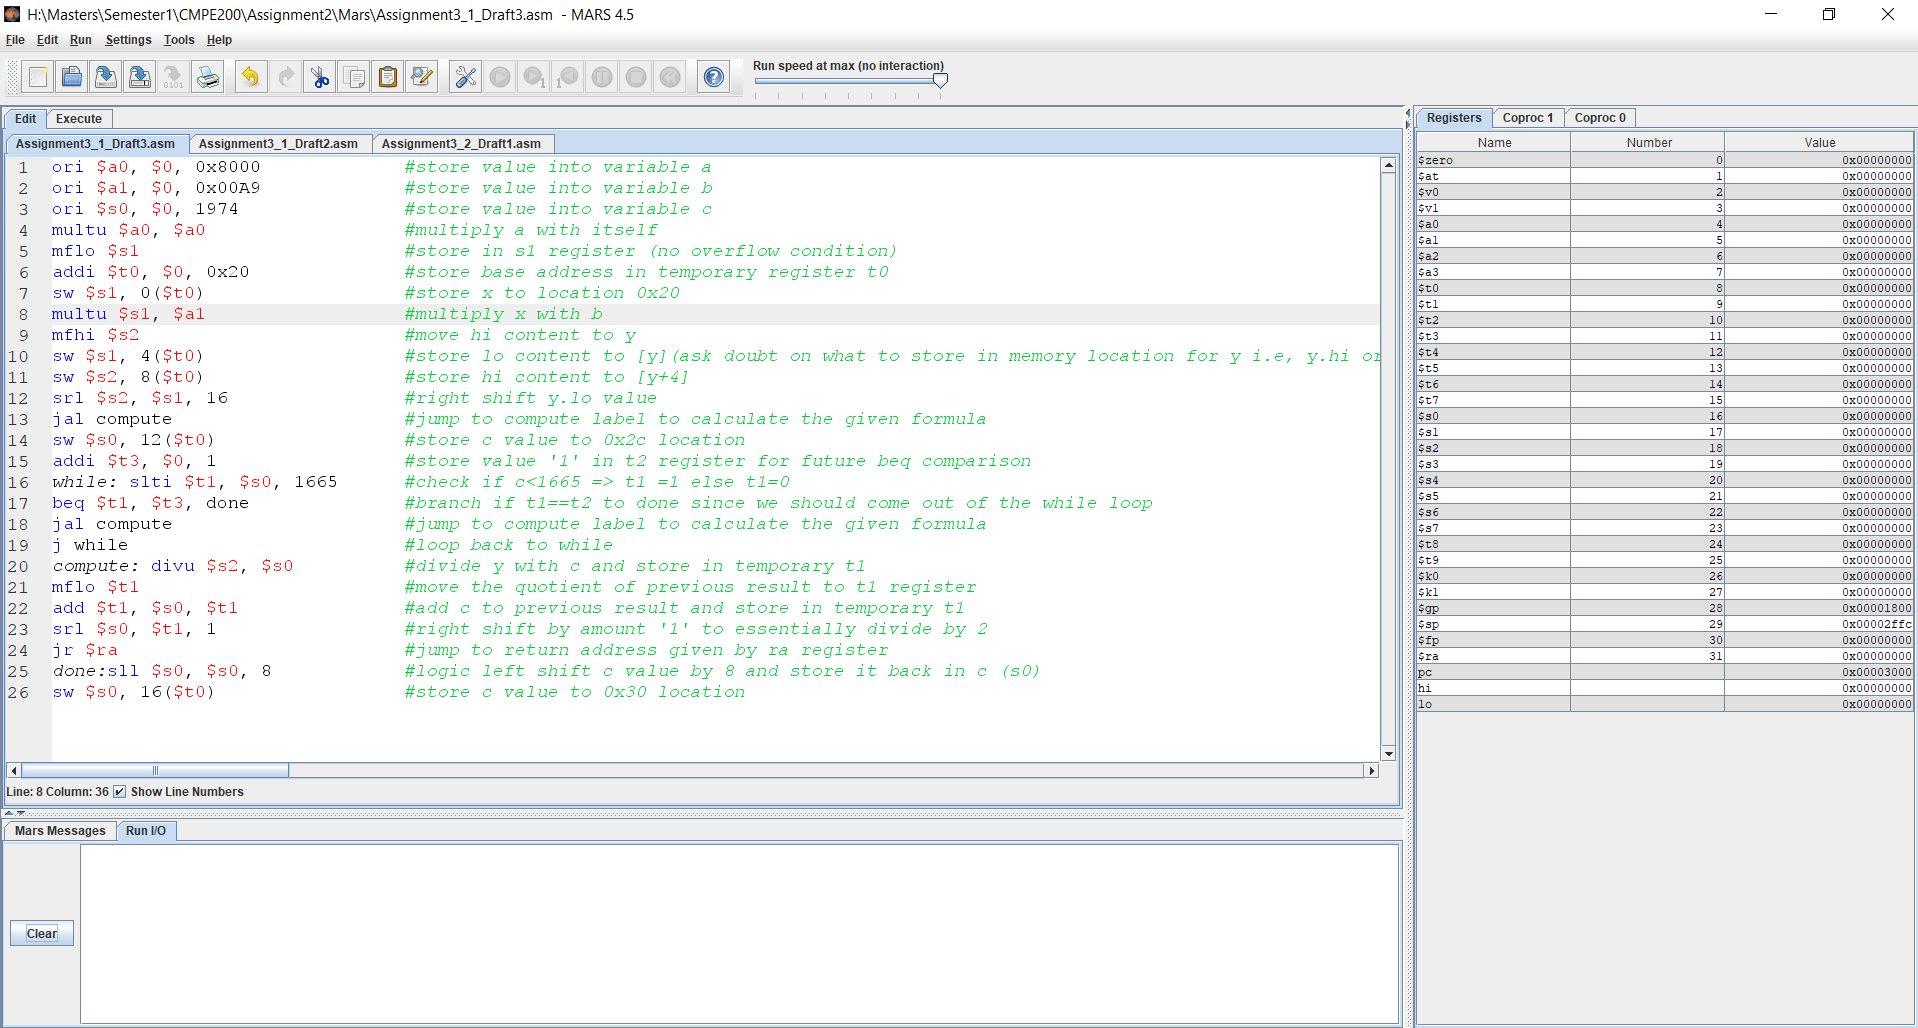 H:\Masters\Semester1\CMPE200\Assignment2\Mars\Assignment3_1_Draft3.asm - MARS 4.5
File Edit Run Settings Tools Help
Run speed at max (no interaction)
Edit Execute
Assignment3_1_Draft3.asm Assignment3_1_Draft2.asm Assignment3_2_Draft1.asm
1 ori $a0, $0, 0x8000 #store value into variable a
2 ori $a1, $0, 0x00A9 #store value into variable b
3 ori $s0, $0, 1974 #store value into variable c
4 multu $a0, $a0 #multiply a with itself
5 mflo $s1 #store in s1 register (no overflow condition)
6 addi $t0, $0, 0x20 #store base address in temporary register t0
7 sw $s1, 0($t0) #store x to location 0x20
8 multu $s1, $a1 #multiply x with b
9 mfhi $s2 #move hi content to y
10 sw $s1, 4($t0) #store lo content to [y](ask doubt on what to store in memory location for y i.e, y.hi or
11 sw $s2, 8($t0) #store hi content to [y+4]
12 srl $s2, $s1, 16 #right shift y.lo value
13 jal compute #jump to compute label to calculate the given formula
14 sw $s0, 12($t0) #store c value to 0x2c location
15 addi $t3, $0, 1 #store value '1' in t2 register for future beq comparison
16 while: slti $t1, $s0, 1665 #check if c<1665 => t1 =1 else t1=0
17 beq $t1, $t3, done #branch if t1==t2 to done since we should come out of the while loop
18 jal compute #jump to compute label to calculate the given formula
19 j while #loop back to while
20 compute: divu $s2, $s0 #divide y with c and store in temporary t1
21 mflo $t1 #move the quotient of previous result to t1 register
22 add $t1, $s0, $t1 #add c to previous result and store in temporary t1
23 srl $s0, $t1, 1 #right shift by amount '1' to essentially divide by 2
24 jr $ra #jump to return address given by ra register
25 done:sll $s0, $s0, 8 #logic left shift c value by 8 and store it back in c (s0)
26 sw $s0, 16($t0) #store c value to 0x30 location
Line: 8 Column: 36 Show Line Numbers
Mars Messages Run I/O
Clear
Registers Coproc 1 Coproc 0
Name Number Value
$zero 0 0x00000000
$at 1 0x00000000
$v0 2 0x00000000
$v1 3 0x00000000
$a0 4 0x00000000
$a1 5 0x00000000
$a2 6 0x00000000
$a3 7 0x00000000
$t0 8 0x00000000
$t1 9 0x00000000
$t2 10 0x00000000
$t3 11 0x00000000
$t4 12 0x00000000
$t5 13 0x00000000
$t6 14 0x00000000
$t7 15 0x00000000
$s0 16 0x00000000
$s1 17 0x00000000
$s2 18 0x00000000
$s3 19 0x00000000
$s4 20 0x00000000
$s5 21 0x00000000
$s6 22 0x00000000
$s7 23 0x00000000
$t8 24 0x00000000
$t9 25 0x00000000
$k0 26 0x00000000
$k1 27 0x00000000
$gp 28 0x00001800
$sp 29 0x00002ffc
$fp 30 0x00000000
$ra 31 0x00000000
pc 0x00003000
hi 0x00000000
lo 0x00000000